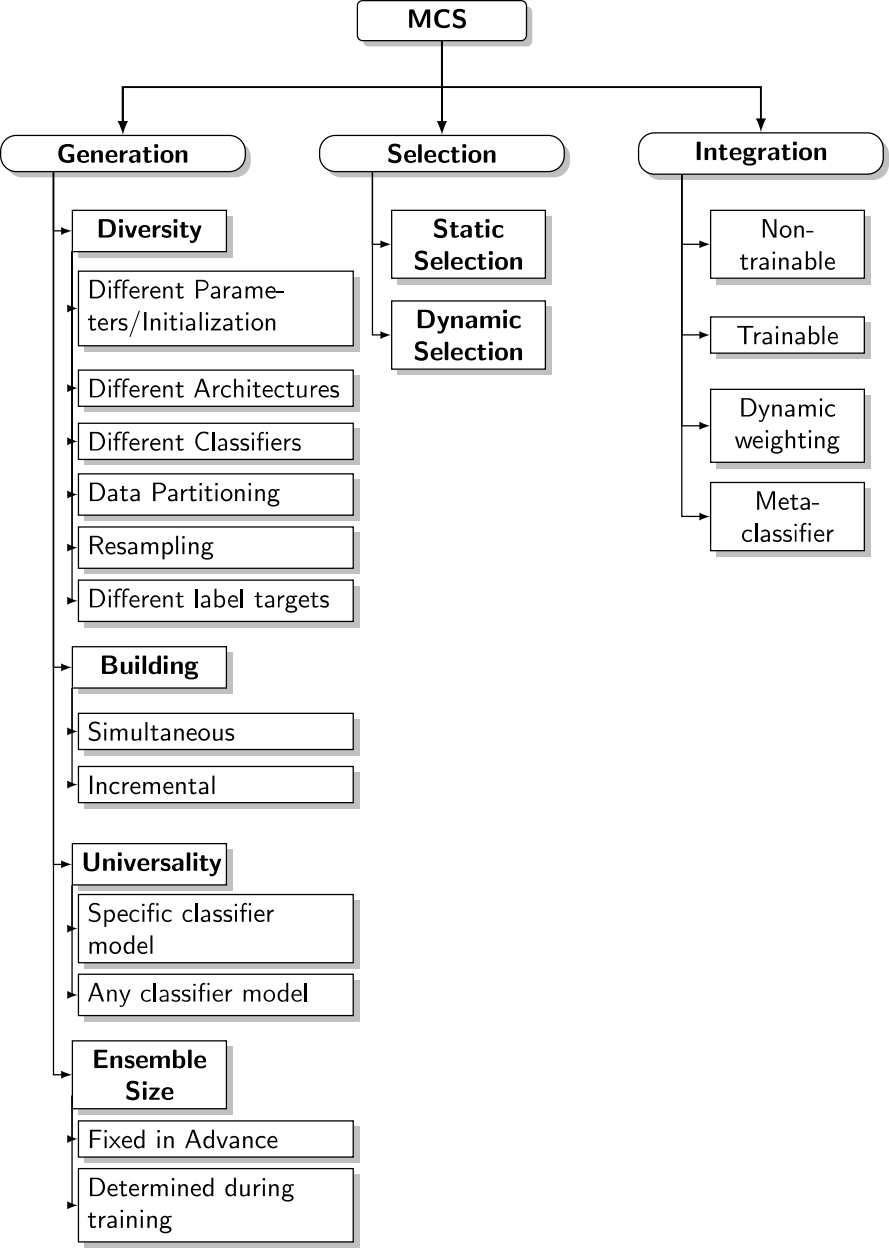 MCS
Generation
Selection
Integration
Diversity
Different Parame-
ters/Initialization
Different Architectures
Different Classifiers
Data Partitioning
Resampling
Different label targets
Building
Simultaneous
Incremental
Universality
Specific classifier
model
Any classifier model
Ensemble
Size
Fixed in Advance
Determined during
training
Static
Selection
Dynamic
Selection
Non-
trainable
Trainable
Dynamic
weighting
Meta-
classifier